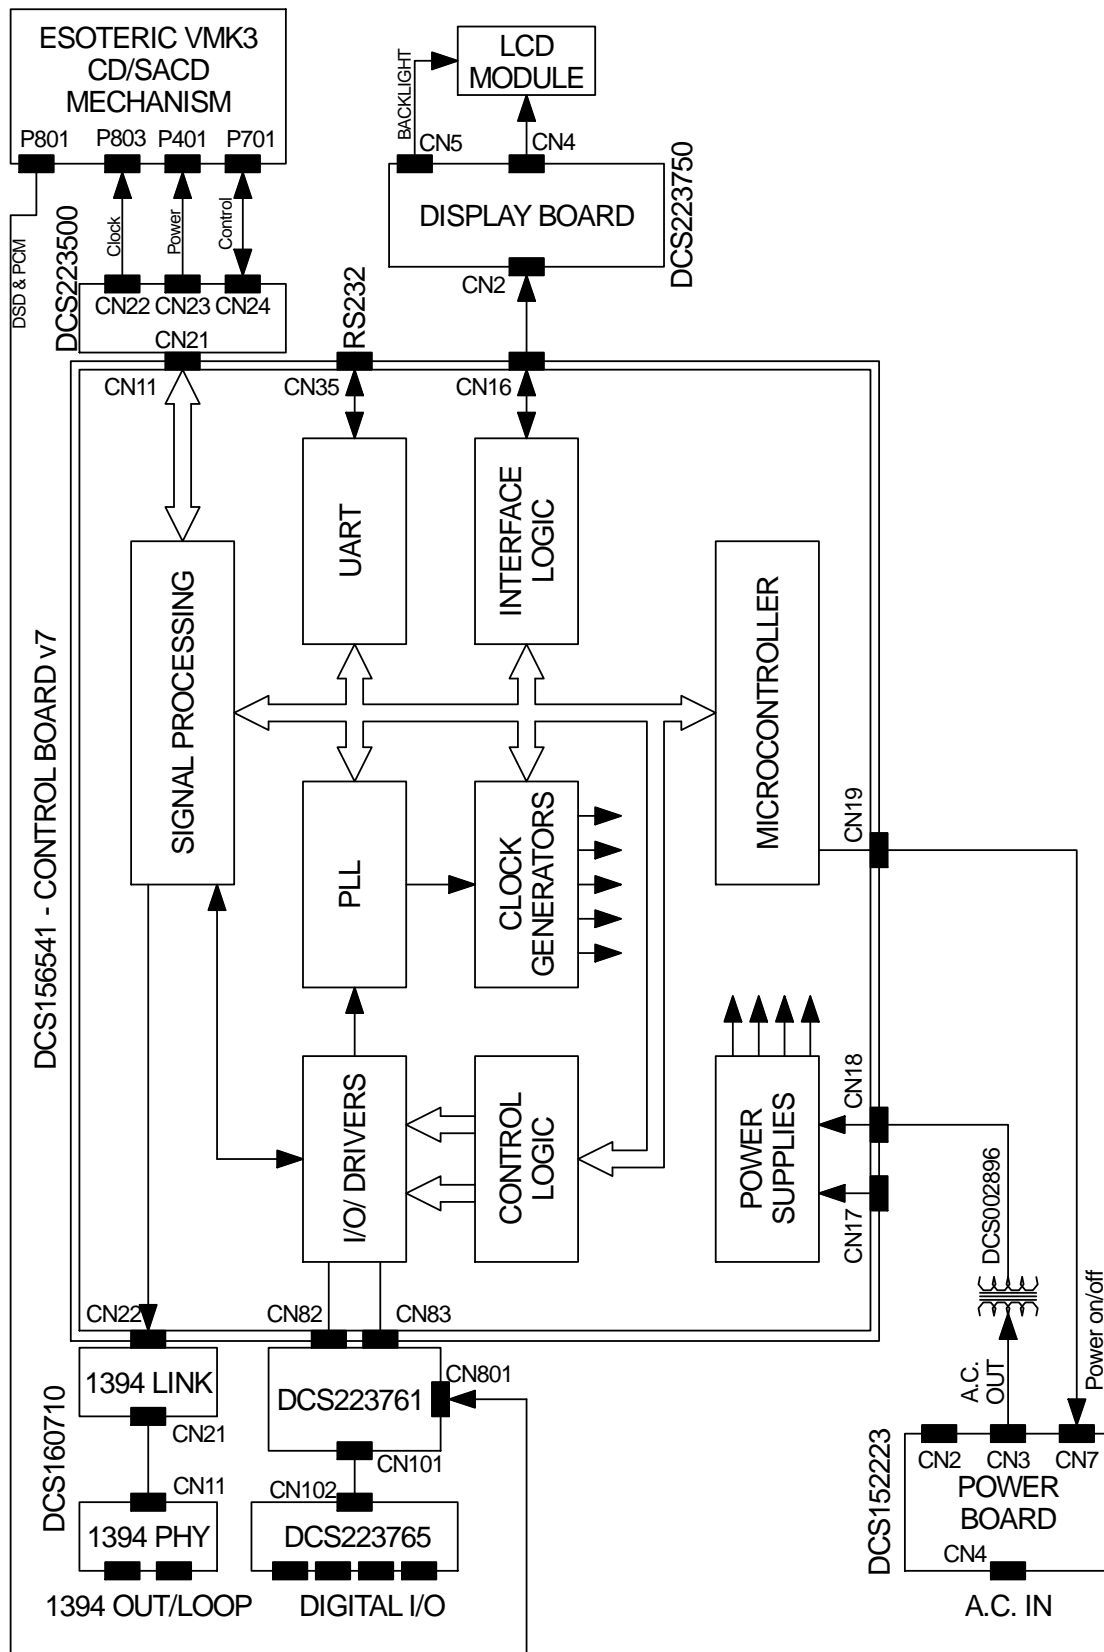 ESOTERIC VMK3
CD/SACD
MECHANISM
P801
P803
P401
P701
DSD & PCM
Clock
Power
Control
DCS223500
CN22
CN23
CN24
CN21
LCD
MODULE
BACKLIGHT
CN5
CN4
DISPLAY BOARD
DCS223750
CN2
RS232
CN11
CN35
CN16
DCS156541 - CONTROL BOARD v7
SIGNAL PROCESSING
UART
INTERFACE
LOGIC
MICROCONTROLLER
CN19
PLL
CLOCK
GENERATORS
I/O/ DRIVERS
CONTROL
LOGIC
POWER
SUPPLIES
CN18
CN17
DCS002896
A.C.
OUT
Power on/off
CN22
CN82
CN83
1394 LINK
CN21
DCS223761
CN801
CN101
DCS160710
CN11
1394 PHY
1394 OUT/LOOP
CN102
DCS223765
DIGITAL I/O
DCS152223
CN2
CN3
CN7
POWER
BOARD
CN4
A.C. IN